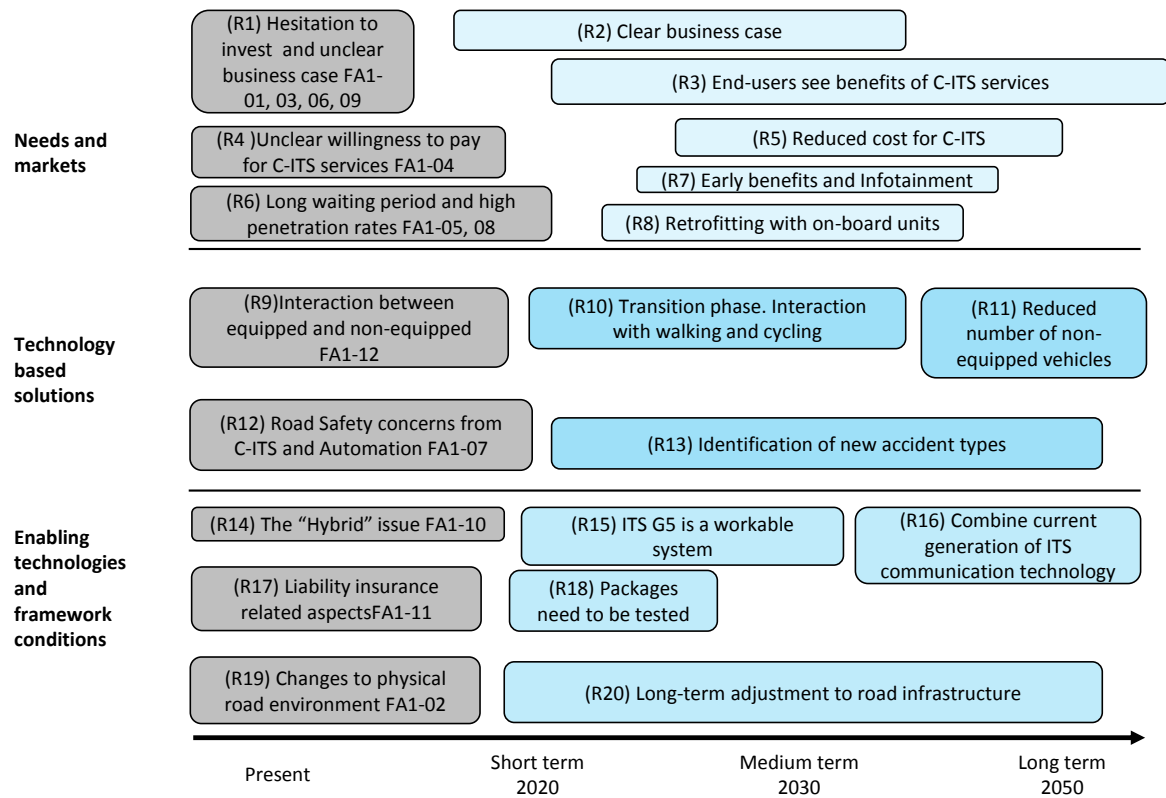 (R1) Hesitation to
invest and unclear
business case FA1-
01, 03, 06, 09
(R2) Clear business case
(R3) End-users see benefits of C-ITS services
Needs and
markets
(R4 )Unclear willingness to pay
for C-ITS services FA1-04
(R5) Reduced cost for C-ITS
(R6) Long waiting period and high
penetration rates FA1-05, 08
(R7) Early benefits and Infotainment
(R8) Retrofitting with on-board units
Technology
based
solutions
(R9)Interaction between
equipped and non-equipped
FA1-12
(R10) Transition phase. Interaction
with walking and cycling
(R11) Reduced
number of non-
equipped vehicles
(R12) Road Safety concerns from
C-ITS and Automation FA1-07
(R13) Identification of new accident types
Enabling
technologies
and
framework
conditions
(R14) The “Hybrid” issue FA1-10
(R15) ITS G5 is a workable
system
(R16) Combine current
generation of ITS
communication technology
(R17) Liability insurance
related aspectsFA1-11
(R18) Packages
need to be tested
(R19) Changes to physical
road environment FA1-02
(R20) Long-term adjustment to road infrastructure
Present
Short term
2020
Medium term
2030
Long term
2050